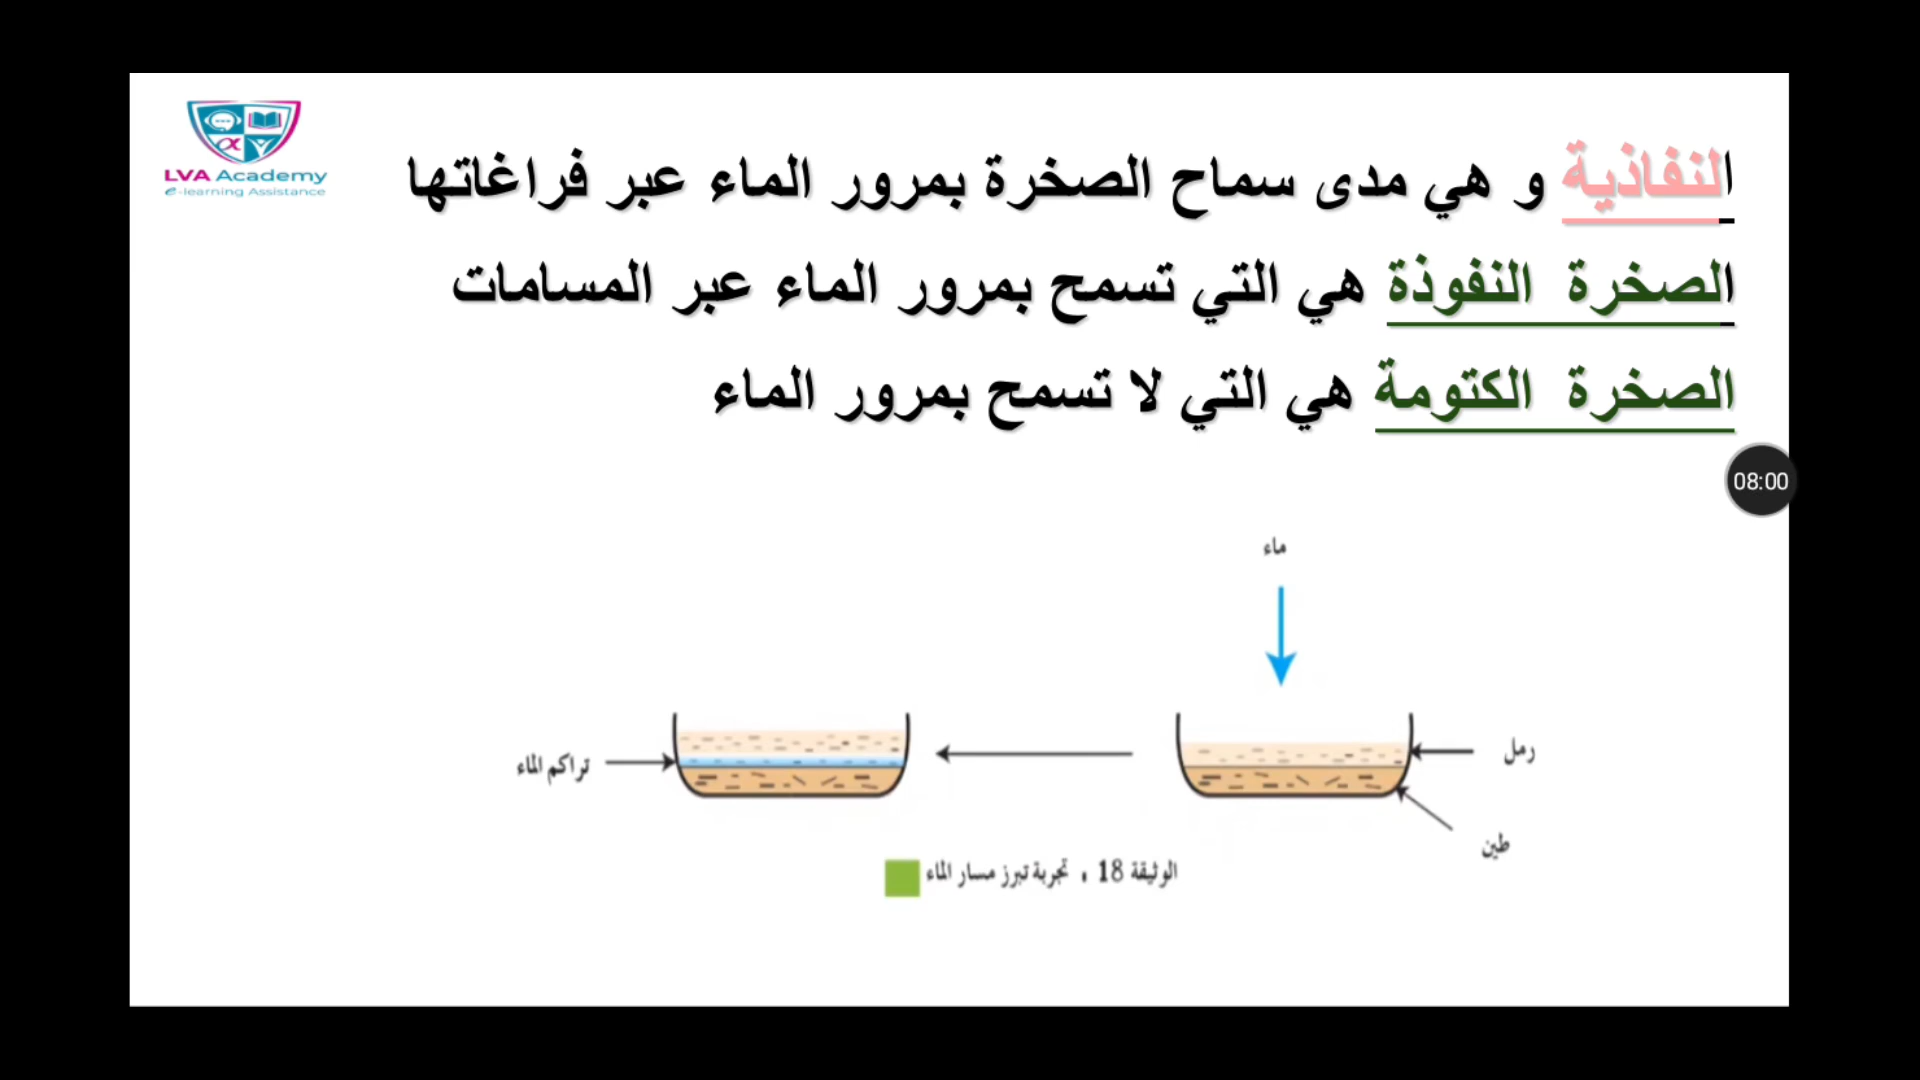 LVA Academy
e-learning Assistance
النفاذية و هي مدى سماح الصخرة بمرور الماء عبر فراغاتها
الصخرة النفوذة هي التي تسمح بمرور الماء عبر المسامات
الصخرة الكتومة هي التي لا تسمح بمرور الماء
08:00
ماء
رمل
تراكم الماء
طين
الوثيقة 18 ، تجربة تبرز مسار الماء